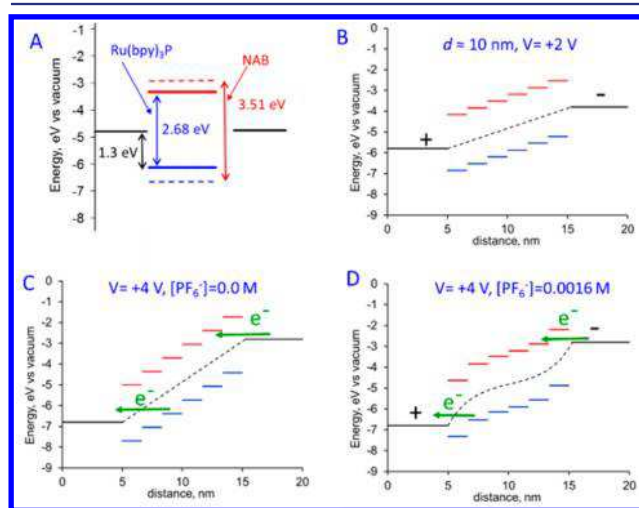 A
Ru(bpy)₃P
NAB
Energy, eV vs vacuum
0
-1
-2
-3
-4
-5
-6
-7
-8
1.3 eV
2.68 eV
3.51 eV
B
d ≈ 10 nm, V= +2 V
Energy, eV vs vacuum
0
-1
-2
-3
-4
-5
-6
-7
-8
-9
+
-
0 5 10 15 20
distance, nm
C
V= +4 V, [PF₆⁻]=0.0 M
Energy, eV vs vacuum
0
-1
-2
-3
-4
-5
-6
-7
-8
-9
e⁻
e⁻
0 5 10 15 20
distance, nm
D
V= +4 V, [PF₆⁻]=0.0016 M
Energy, eV vs vacuum
0
-1
-2
-3
-4
-5
-6
-7
-8
-9
e⁻
-
+
e⁻
0 5 10 15 20
distance, nm